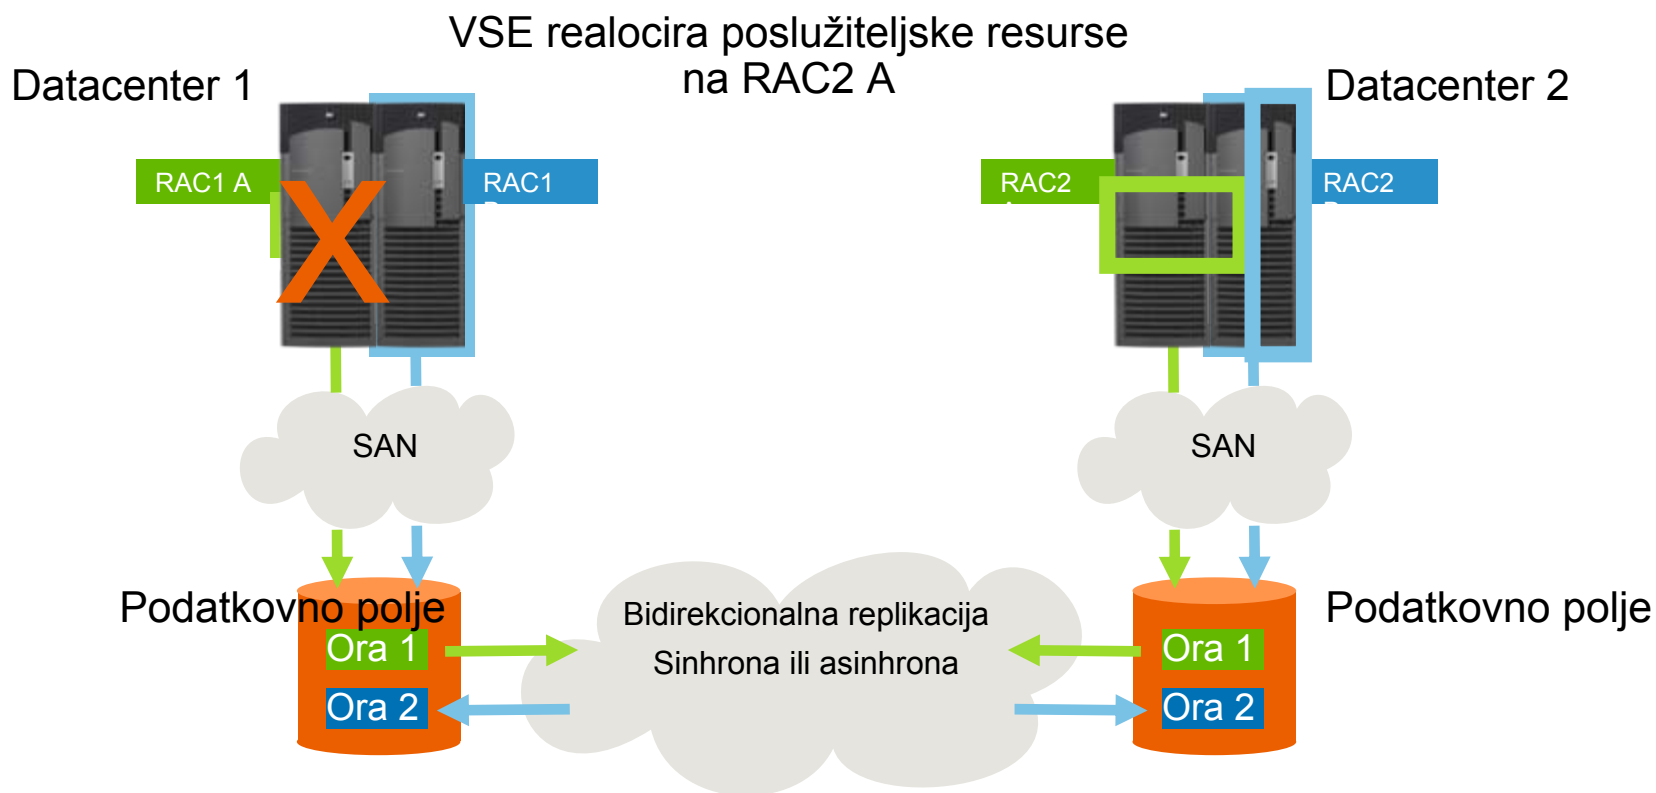 VSE realocira poslužiteljske resurse
na RAC2 A
Datacenter 1
Datacenter 2
RAC1 A
RAC1
RAC2
RAC2
SAN
SAN
Podatkovno polje
Bidirekcionalna replikacija
Sinhrona ili asinhrona
Podatkovno polje
Ora 1
Ora 2
Ora 1
Ora 2